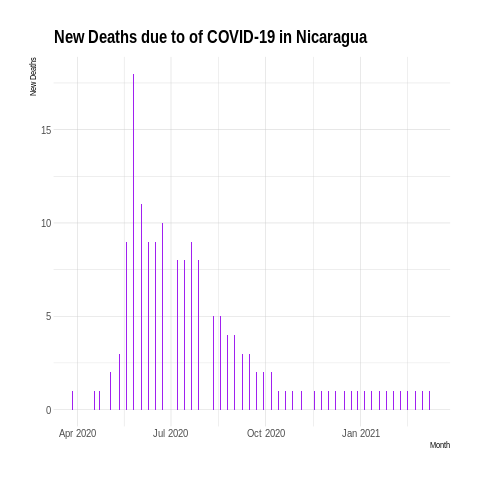 New Deaths due to of COVID-19 in Nicaragua
New Deaths
15
10
5
0
Apr 2020 Jul 2020 Oct 2020 Jan 2021
Month